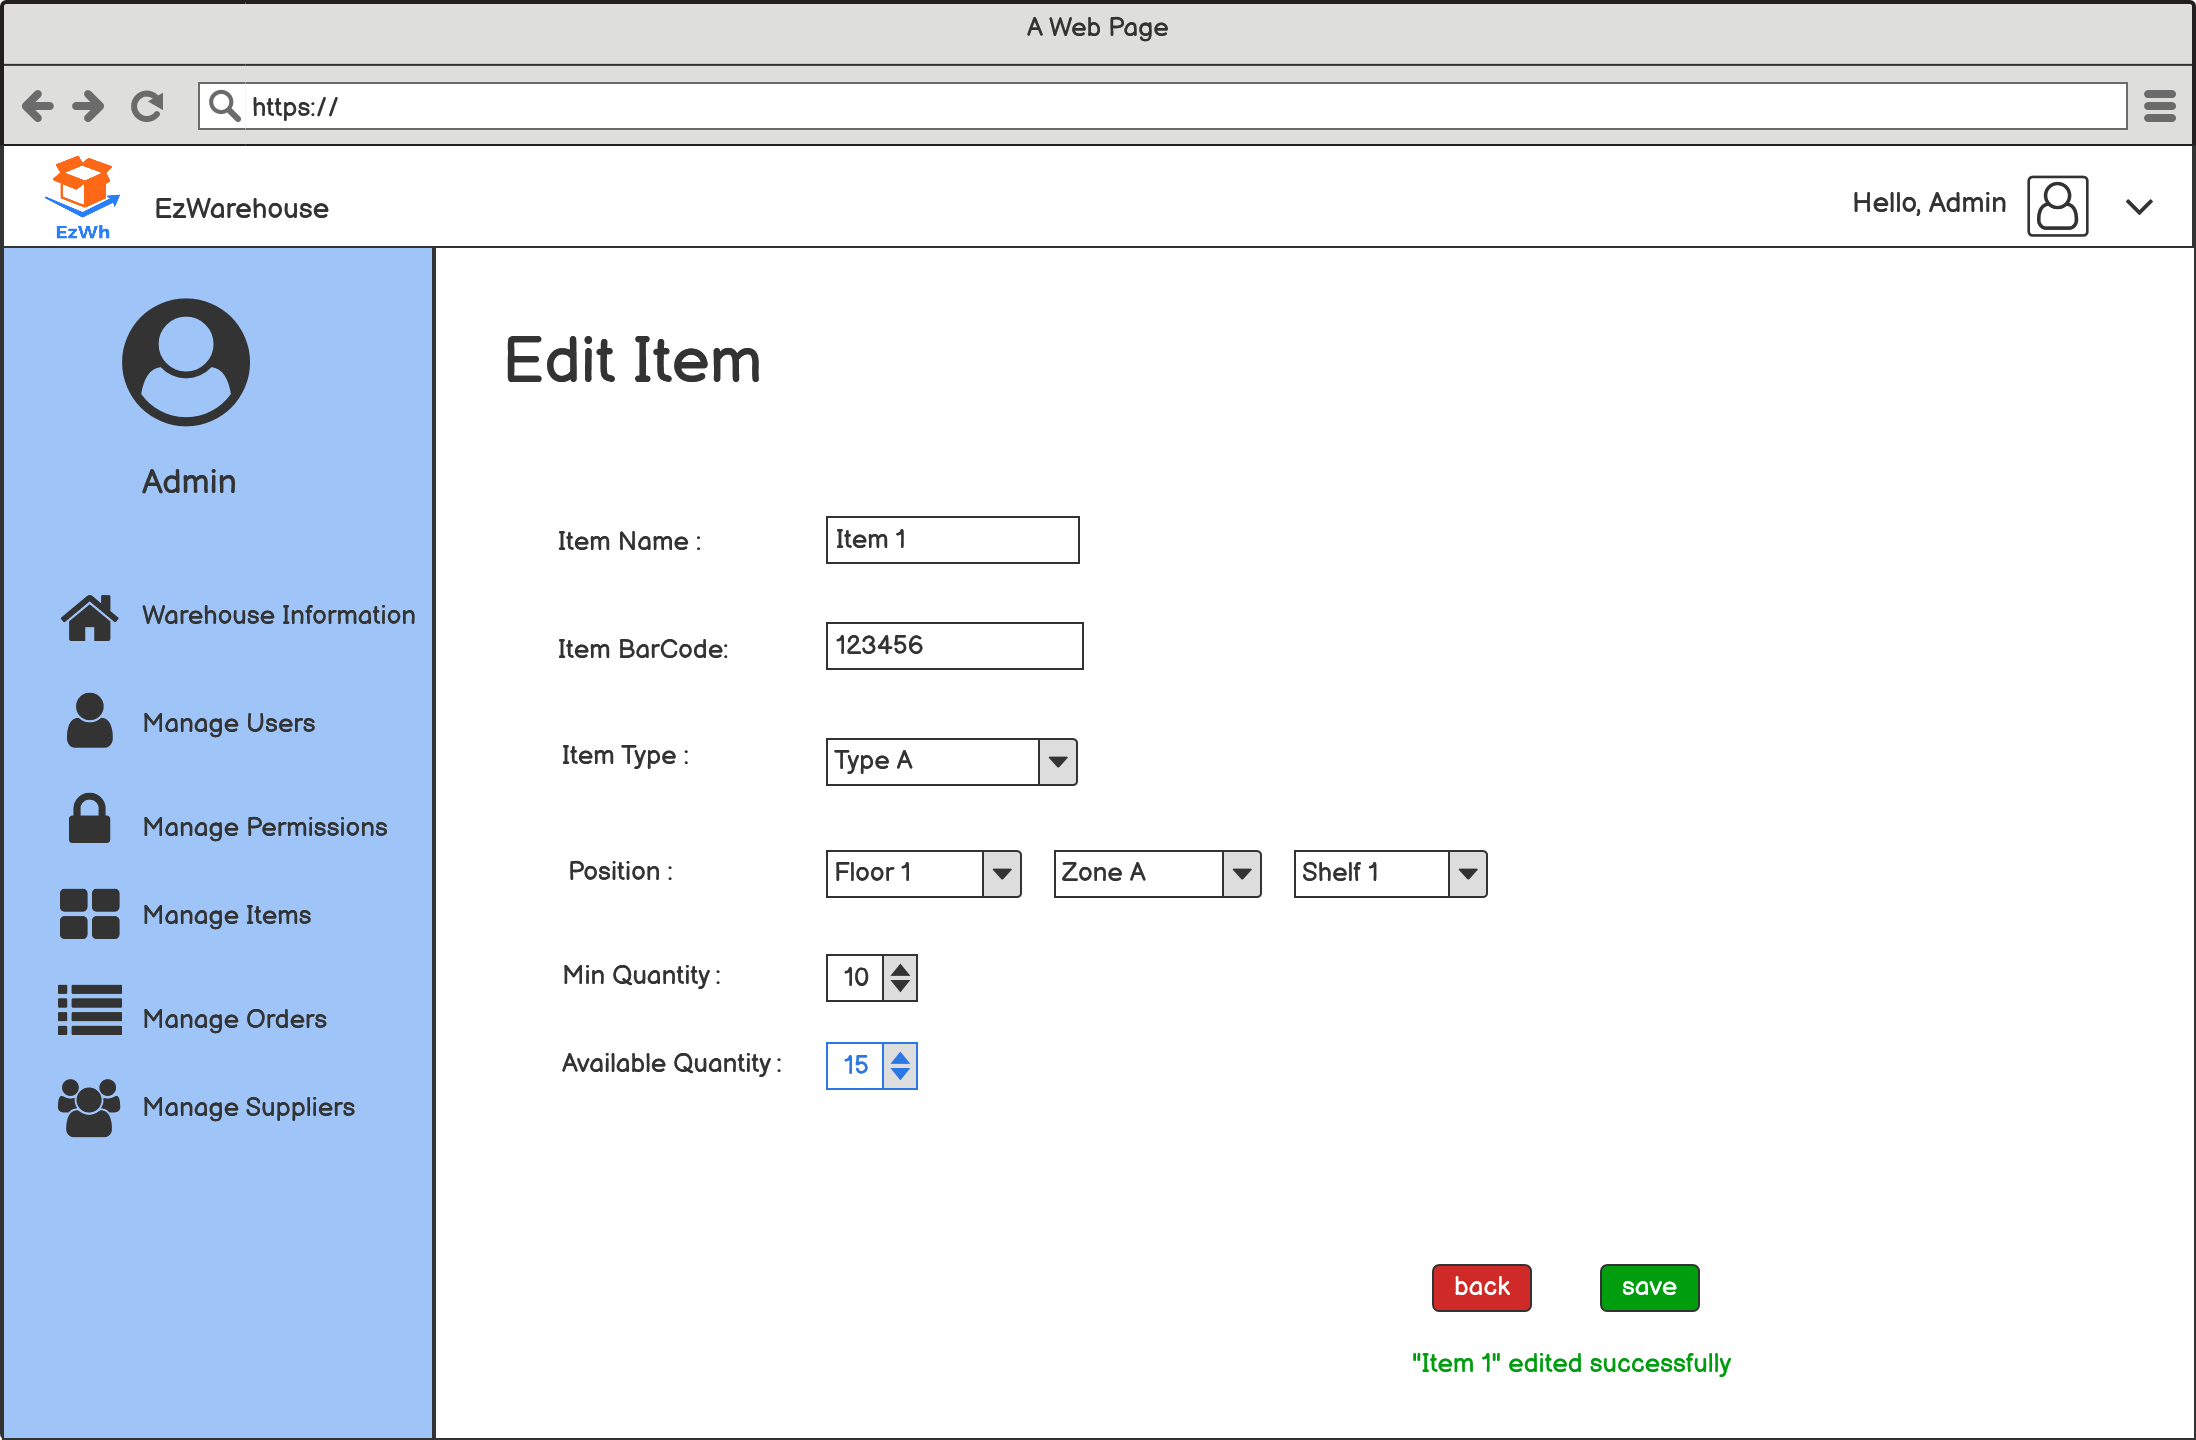 A Web Page
https://
EzWh
EzWarehouse
Hello, Admin
Admin
Warehouse Information
Manage Users
Manage Permissions
Manage Items
Manage Orders
Manage Suppliers
Edit Item
Item Name : Item 1
Item BarCode: 123456
Item Type : Type A
Position : Floor 1 Zone A Shelf 1
Min Quantity : 10
Available Quantity : 15
back save
"Item 1" edited successfully